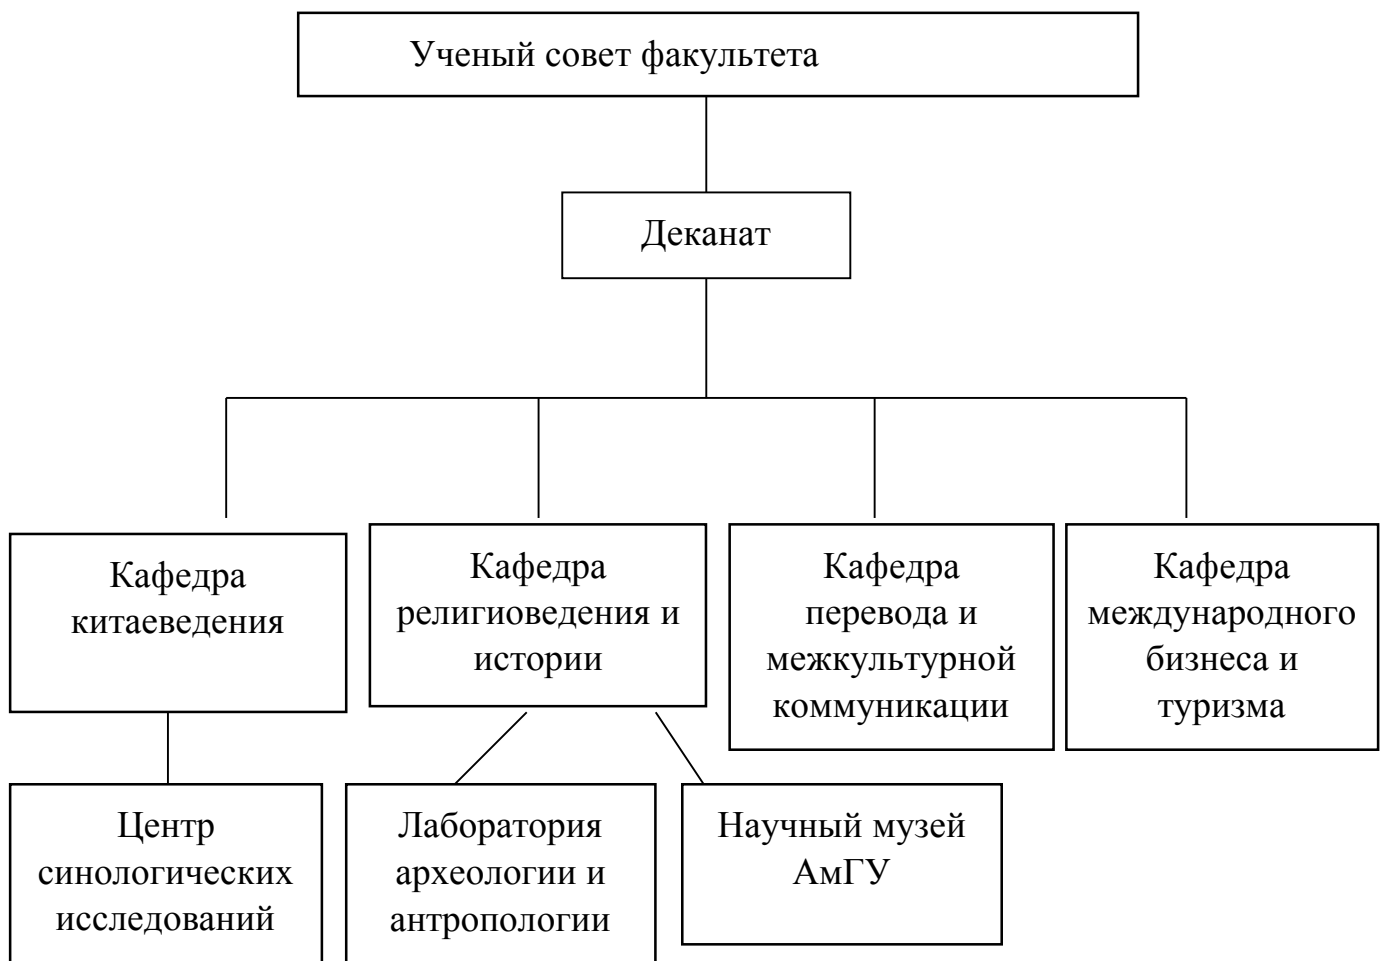 Ученый совет факультета
Деканат
Кафедра
китаеведения
Кафедра
религиоведения и
истории
Кафедра
перевода и
межкультурной
коммуникации
Кафедра
международного
бизнеса и
туризма
Центр
синологических
исследований
Лаборатория
археологии и
антропологии
Научный музей
АмГУ